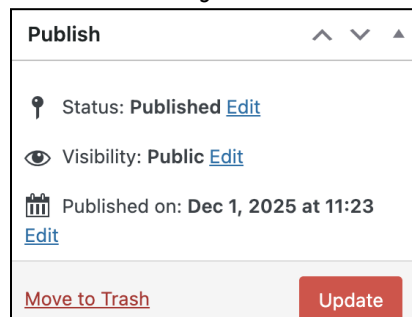 Publish
Status: Published Edit
Visibility: Public Edit
Published on: Dec 1, 2025 at 11:23
Edit
Move to Trash
Update